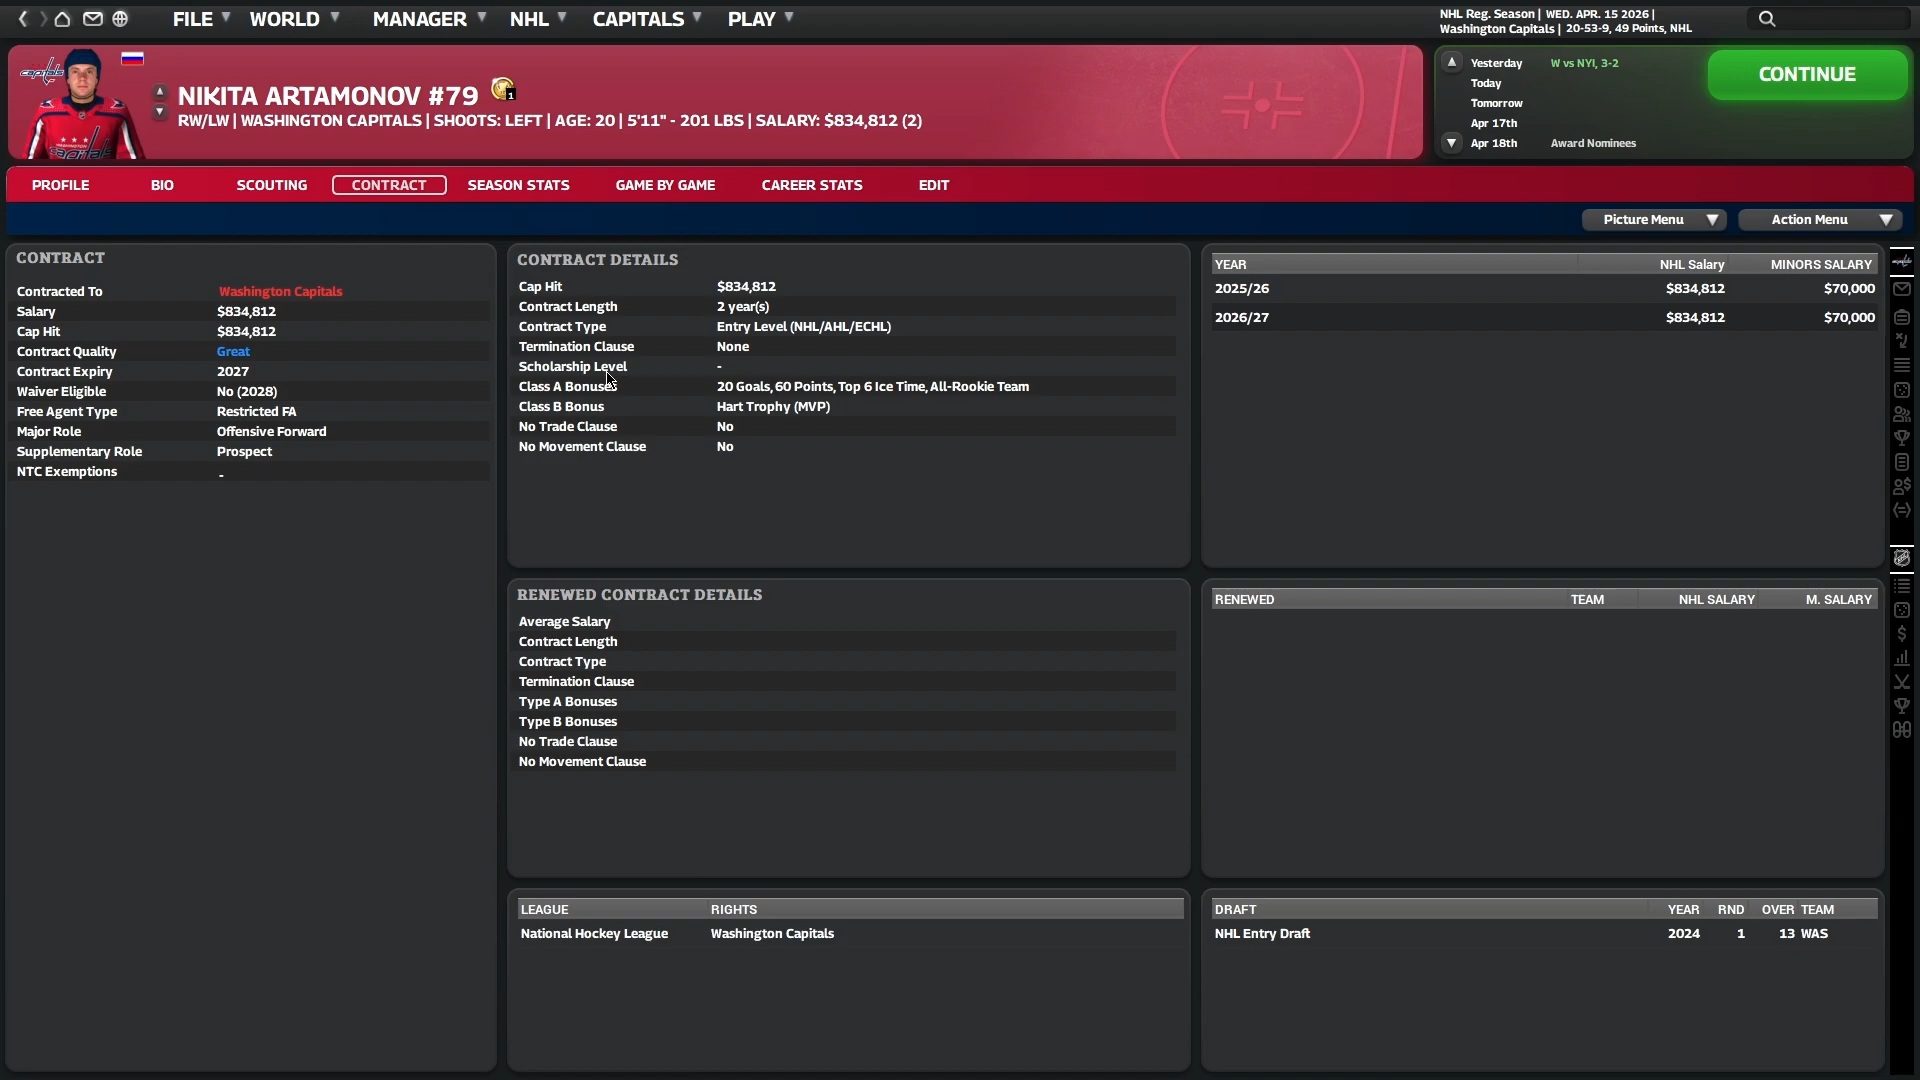 FILE WORLD MANAGER NHL CAPITALS PLAY
NHL Reg. Season | WED. APR. 15 2026 |
Washington Capitals | 20-53-9, 49 Points, NHL
capitals
WASHINGTON
capitals
NIKITA ARTAMONOV #79 1
RW/LW | WASHINGTON CAPITALS | SHOOTS: LEFT | AGE: 20 | 5'11" - 201 LBS | SALARY: $834,812 (2)
Yesterday W vs NYI, 3-2
Today
Tomorrow
Apr 17th
Apr 18th Award Nominees
CONTINUE
PROFILE BIO SCOUTING CONTRACT SEASON STATS GAME BY GAME CAREER STATS EDIT
Picture Menu Action Menu
CONTRACT
Contracted To Washington Capitals
Salary $834,812
Cap Hit $834,812
Contract Quality Great
Contract Expiry 2027
Waiver Eligible No (2028)
Free Agent Type Restricted FA
Major Role Offensive Forward
Supplementary Role Prospect
NTC Exemptions -
CONTRACT DETAILS
Cap Hit $834,812
Contract Length 2 year(s)
Contract Type Entry Level (NHL/AHL/ECHL)
Termination Clause None
Scholarship Level -
Class A Bonuses 20 Goals, 60 Points, Top 6 Ice Time, All-Rookie Team
Class B Bonus Hart Trophy (MVP)
No Trade Clause No
No Movement Clause No
YEAR NHL Salary MINORS SALARY
2025/26 $834,812 $70,000
2026/27 $834,812 $70,000
RENEWED CONTRACT DETAILS
Average Salary
Contract Length
Contract Type
Termination Clause
Type A Bonuses
Type B Bonuses
No Trade Clause
No Movement Clause
RENEWED TEAM NHL SALARY M. SALARY
LEAGUE RIGHTS
National Hockey League Washington Capitals
DRAFT YEAR RND OVER TEAM
NHL Entry Draft 2024 1 13 WAS